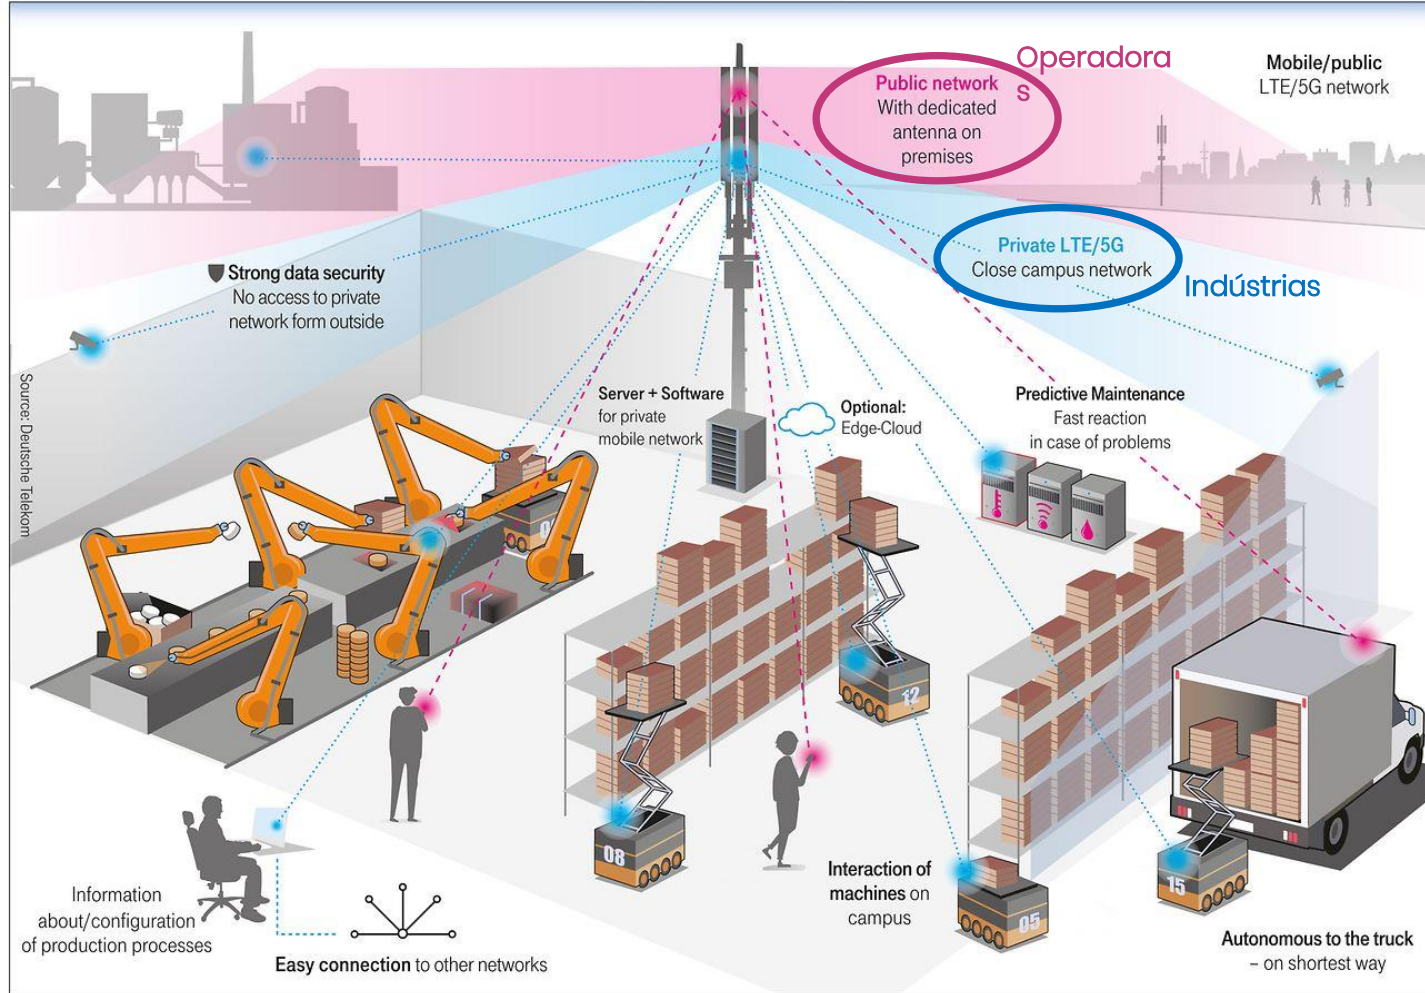 Operadora
s
Public network
With dedicated
antenna on
premises
Mobile/public
LTE/5G network
Private LTE/5G
Close campus network
Indústrias
Strong data security
No access to private
network form outside
Source: Deutsche Telekom
Server + Software
for private
mobile network
Optional:
Edge-Cloud
Predictive Maintenance
Fast reaction
in case of problems
12
08
05
15
Information
about/configuration
of production processes
Easy connection to other networks
Interaction of
machines on
campus
Autonomous to the truck
– on shortest way